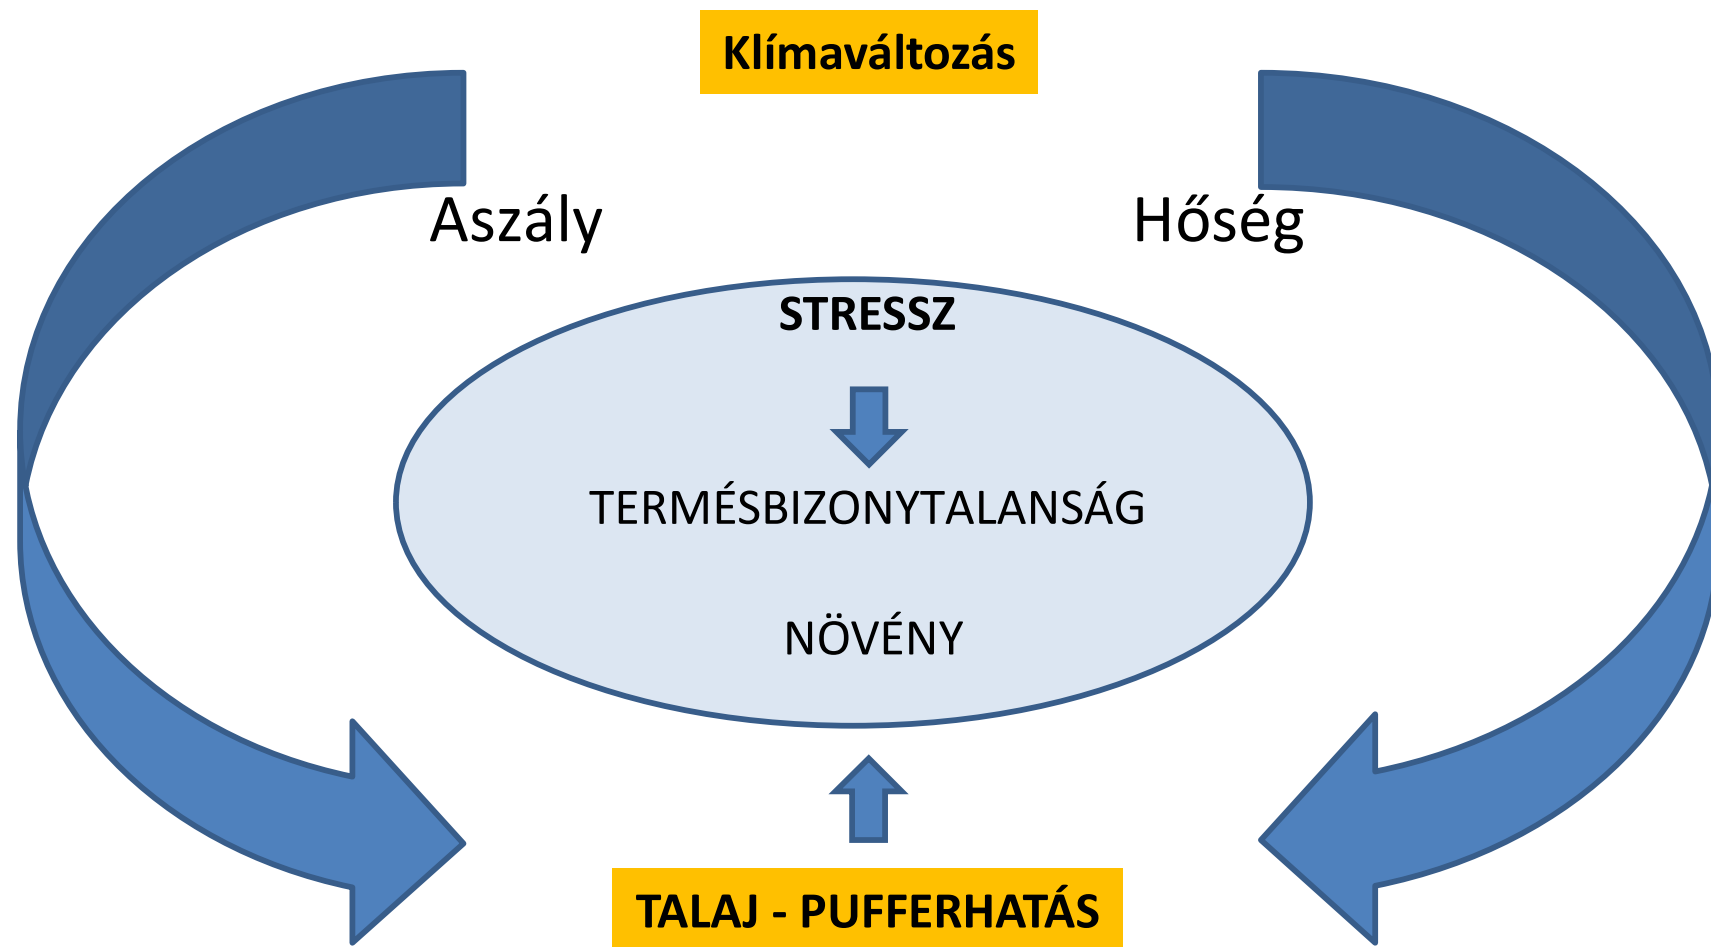 Klímaváltozás
Aszály
Hőség
STRESSZ
TERMÉSBIZONYTALANSÁG
NÖVÉNY
TALAJ - PUFFERHATÁS